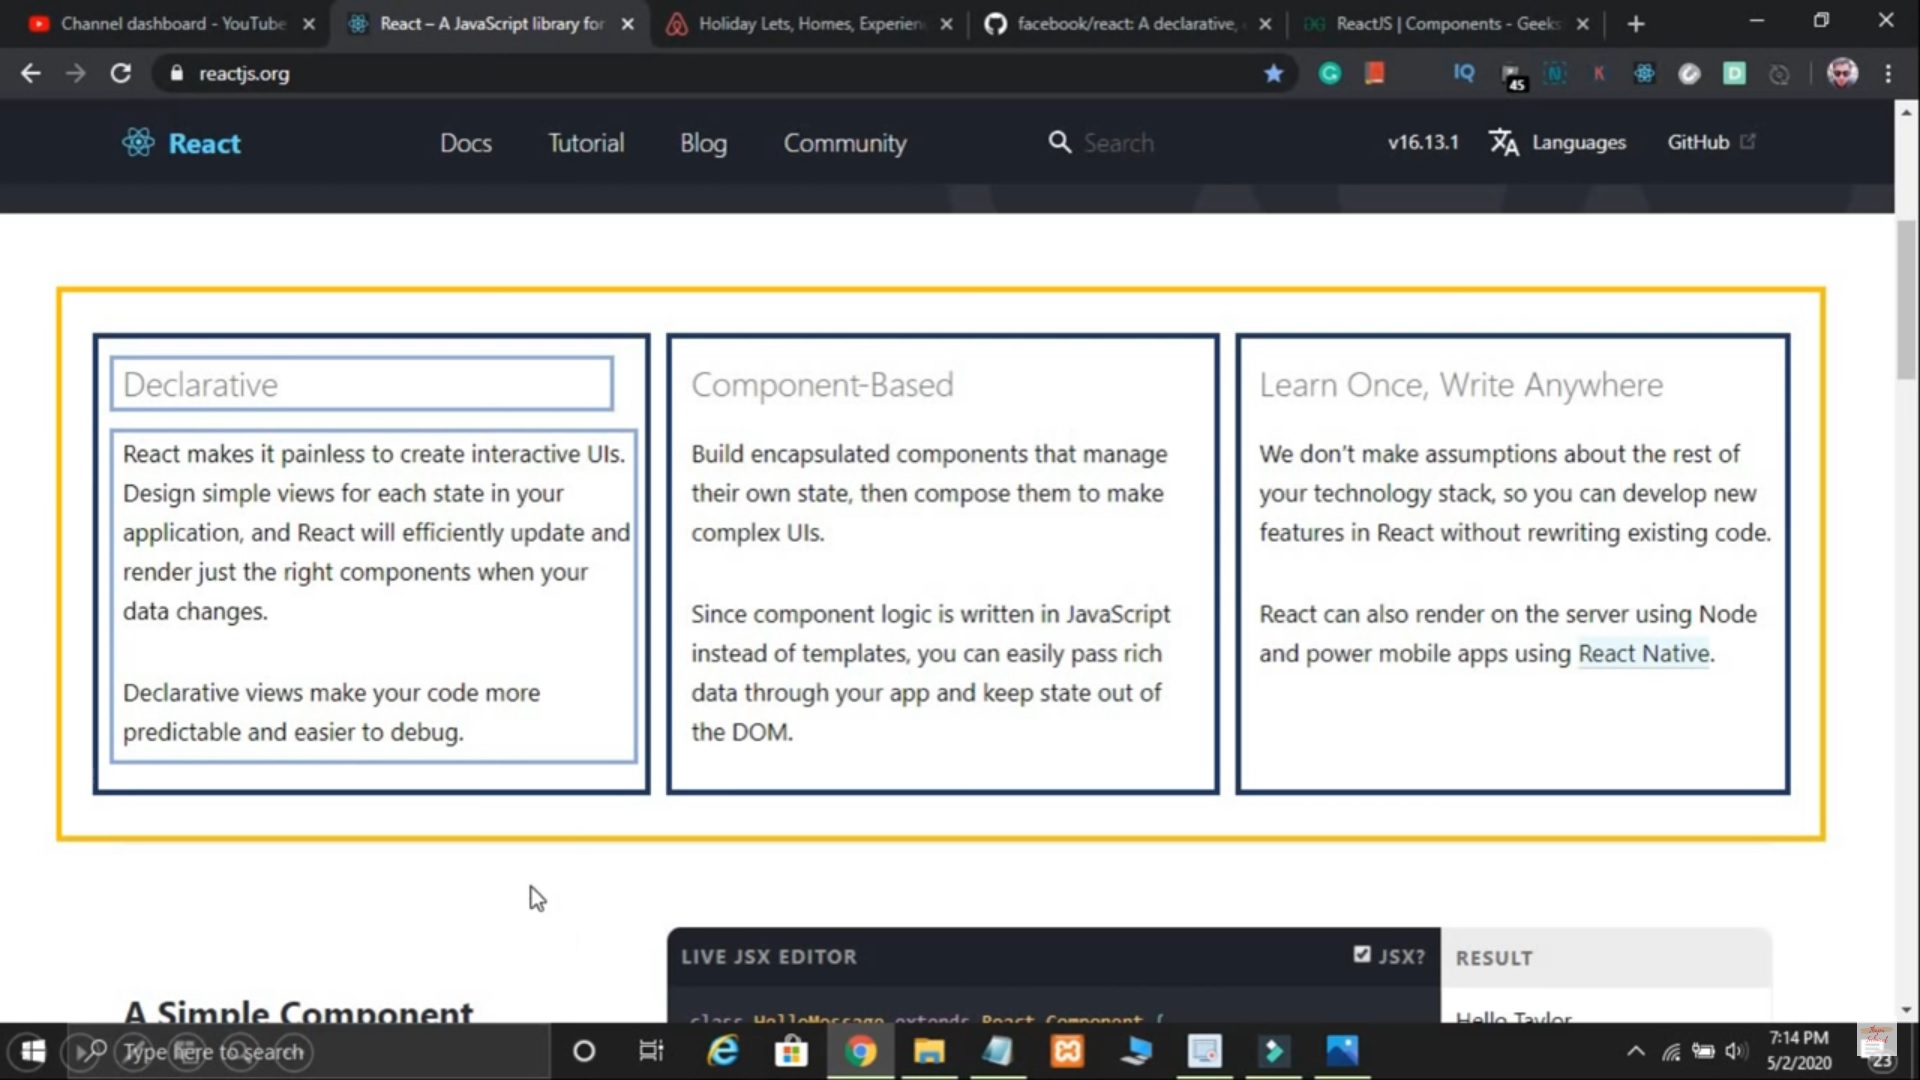 Channel dashboard - YouTube
React – A JavaScript library for
Holiday Lets, Homes, Experien
facebook/react: A declarative,
ReactJS | Components - Geeks
reactjs.org
IQ
45
N
K
D
React
Docs
Tutorial
Blog
Community
Search
v16.13.1
Languages
GitHub
Declarative
React makes it painless to create interactive UIs.
Design simple views for each state in your
application, and React will efficiently update and
render just the right components when your
data changes.
Declarative views make your code more
predictable and easier to debug.
Component-Based
Build encapsulated components that manage
their own state, then compose them to make
complex UIs.
Since component logic is written in JavaScript
instead of templates, you can easily pass rich
data through your app and keep state out of
the DOM.
Learn Once, Write Anywhere
We don’t make assumptions about the rest of
your technology stack, so you can develop new
features in React without rewriting existing code.
React can also render on the server using Node
and power mobile apps using React Native.
A Simple Component
LIVE JSX EDITOR
JSX?
class HelloMessage extends React.Component {
RESULT
Hello Taylor
Type here to search
7:14 PM
5/2/2020
23